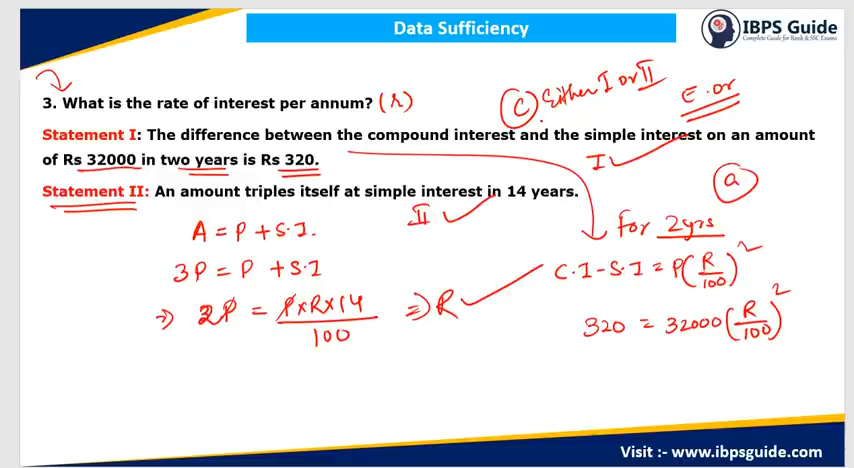 Data Sufficiency
IBPS Guide
Complete Guide for Bank & SSC Exams
3. What is the rate of interest per annum? (r)
(C) Either I or II
E.or
Statement I: The difference between the compound interest and the simple interest on an amount
of Rs 32000 in two years is Rs 320.
I ✓
a
Statement II: An amount triples itself at simple interest in 14 years.
II ✓
For 2yrs
A = P + S.I.
3P = P + S.I
C.I - S.I = P(R/100)^2
⇒ 2P = P×R×14/100 ⇒ R
320 = 32000(R/100)^2
Visit :- www.ibpsguide.com